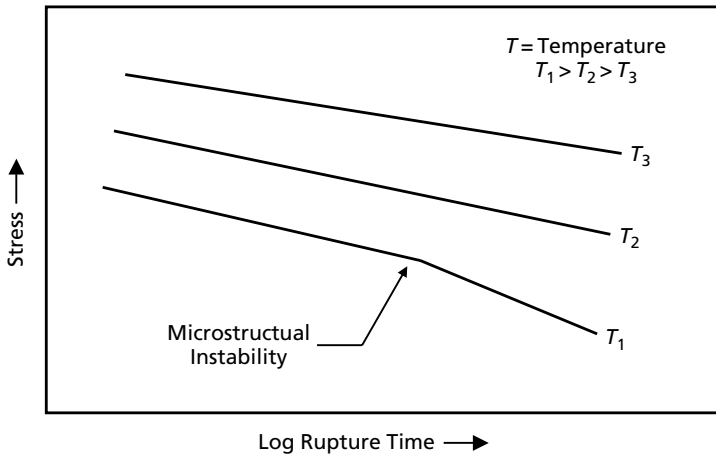 T = Temperature
T₁ > T₂ > T₃
T₃
T₂
T₁
Stress
Microstructual
Instability
Log Rupture Time